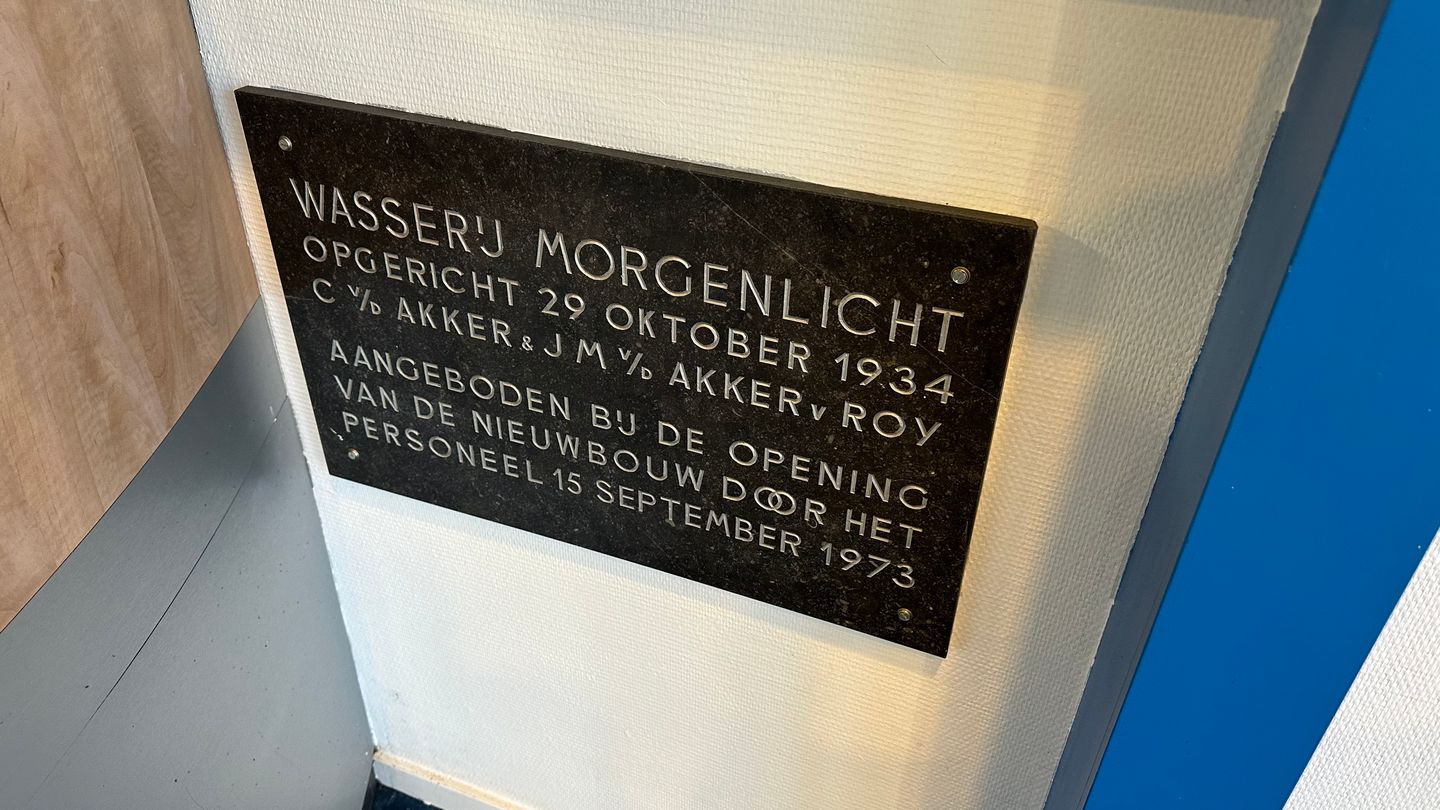 WASSERIJ MORGENLICHT
OPGERICHT 29 OKTOBER 1934
C V/D AKKER & J M V/D AKKER V ROY
AANGEBODEN BIJ DE OPENING
VAN DE NIEUWBOUW DOOR HET
PERSONEEL 15 SEPTEMBER 1973